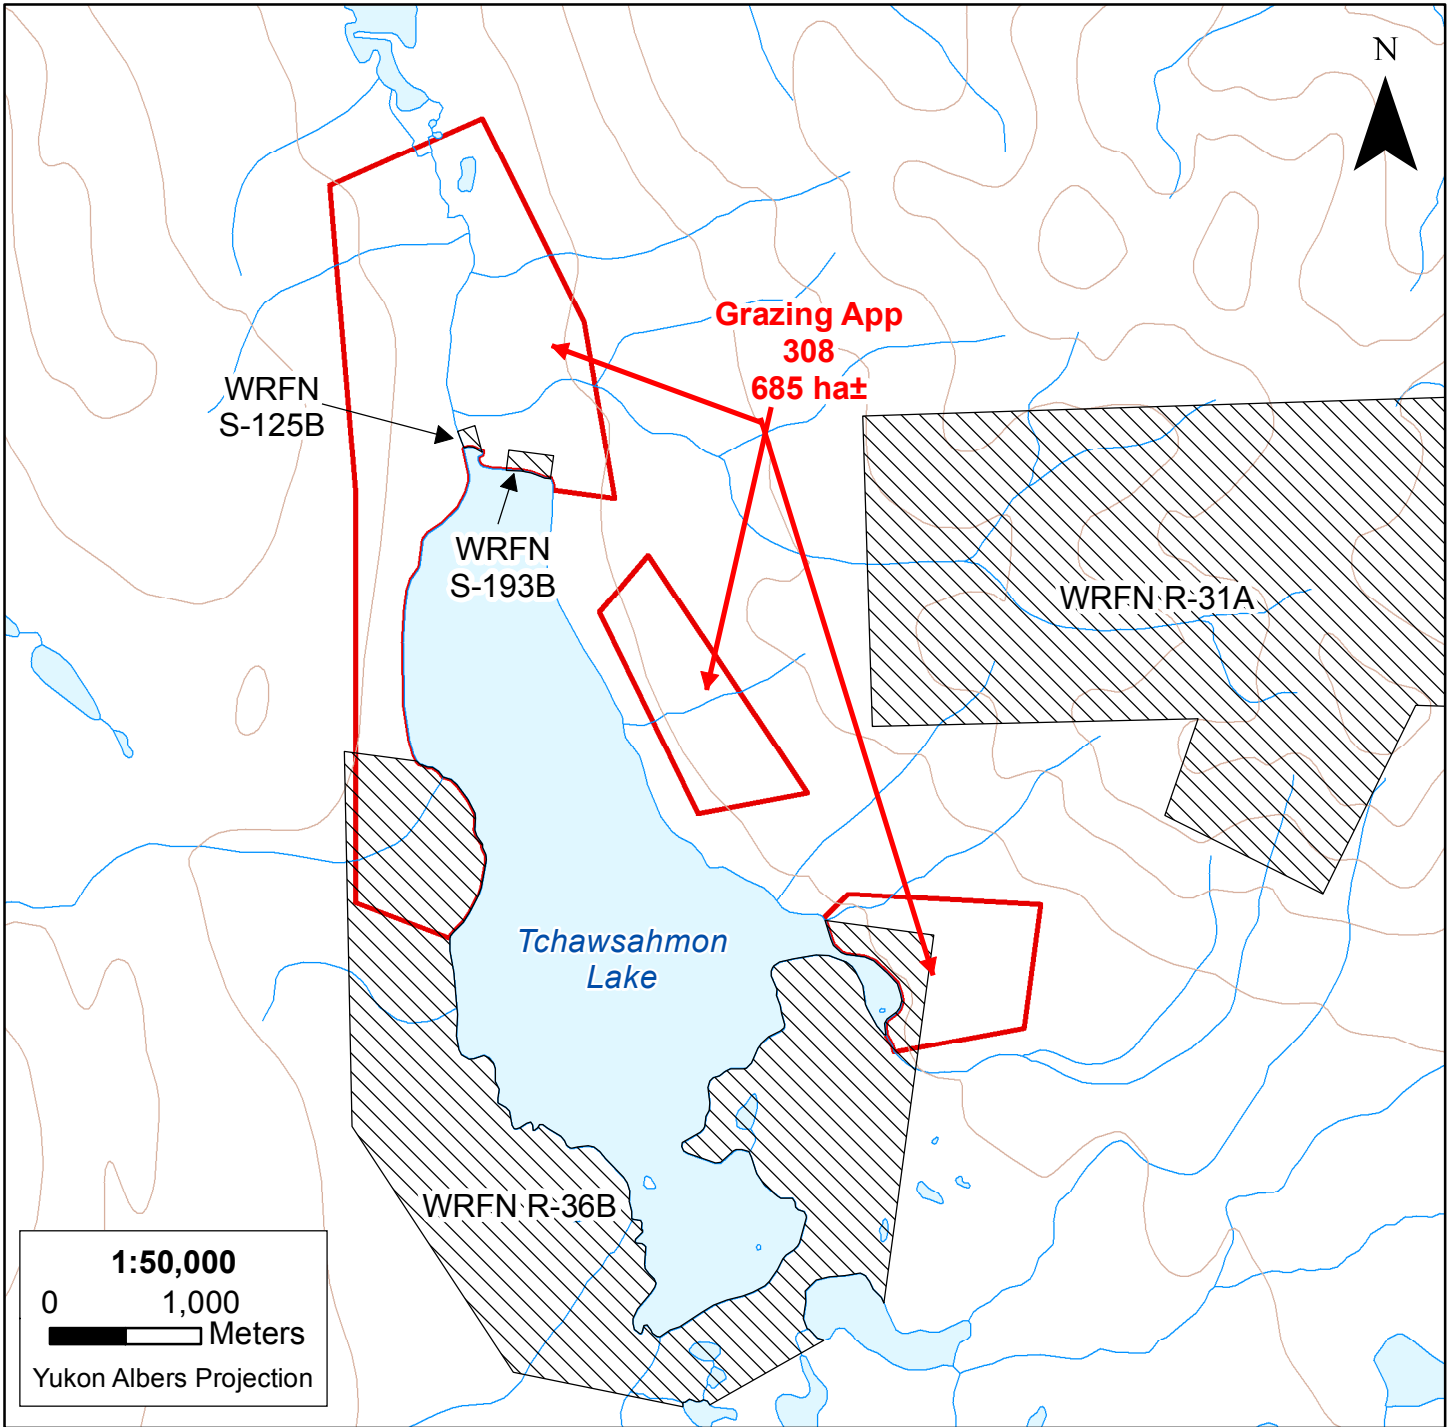 N
Grazing App
308
685 ha±
WRFN
S-125B
WRFN
S-193B
WRFN R-31A
Tchawsahmon
Lake
WRFN R-36B
1:50,000
0 1,000
Meters
Yukon Albers Projection